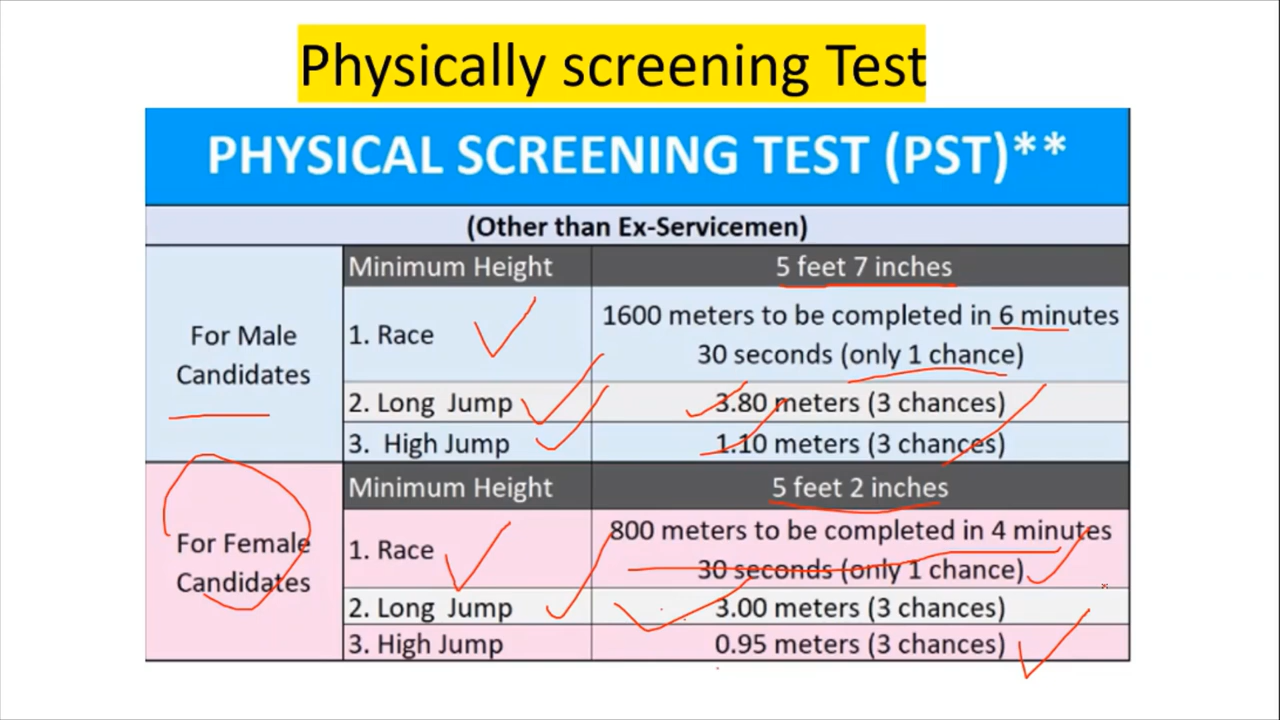 Physically screening Test
PHYSICAL SCREENING TEST (PST)**
(Other than Ex-Servicemen)
For Male
Candidates
Minimum Height
5 feet 7 inches
1. Race
1600 meters to be completed in 6 minutes
30 seconds (only 1 chance)
2. Long Jump
3.80 meters (3 chances)
3. High Jump
1.10 meters (3 chances)
For Female
Candidates
Minimum Height
5 feet 2 inches
1. Race
800 meters to be completed in 4 minutes
30 seconds (only 1 chance)
2. Long Jump
3.00 meters (3 chances)
3. High Jump
0.95 meters (3 chances)